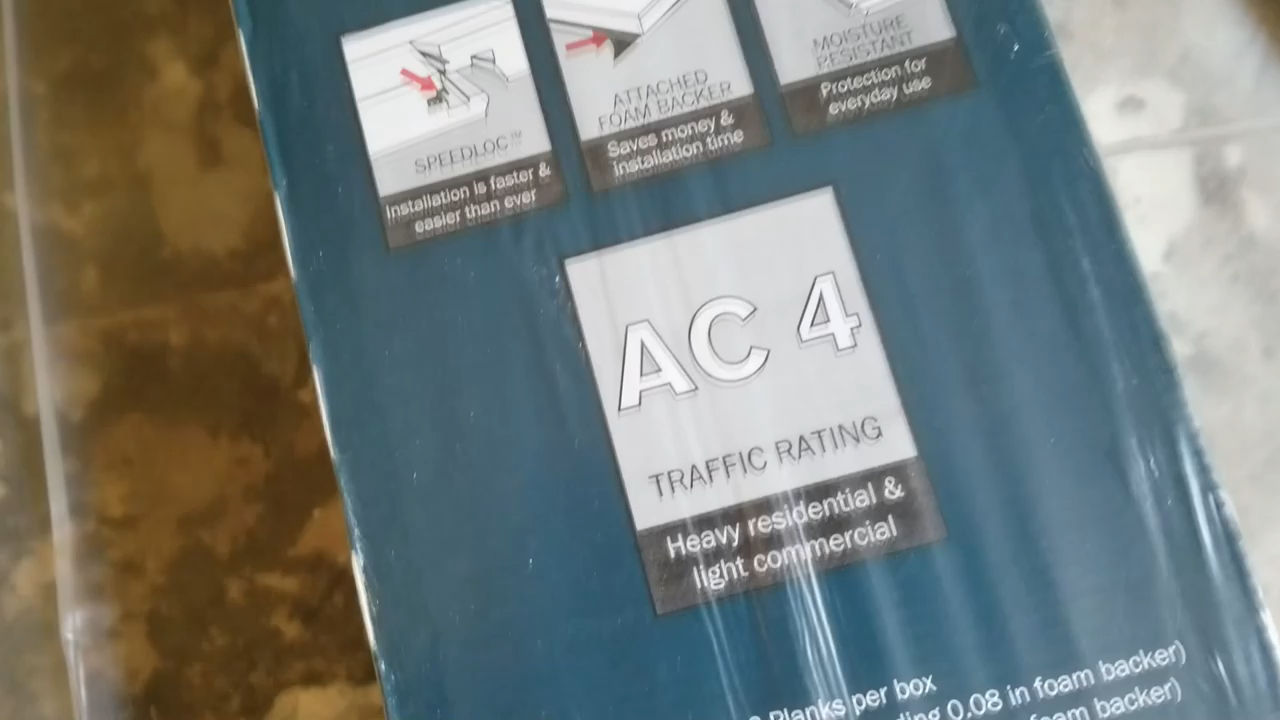 SPEEDLOC™
Installation is faster &
easier than ever
ATTACHED
FOAM BACKER
Saves money &
installation time
MOISTURE
RESISTANT
Protection for
everyday use
AC 4
TRAFFIC RATING
Heavy residential &
light commercial
Planks per box
0.08 in foam backer)
foam backer)